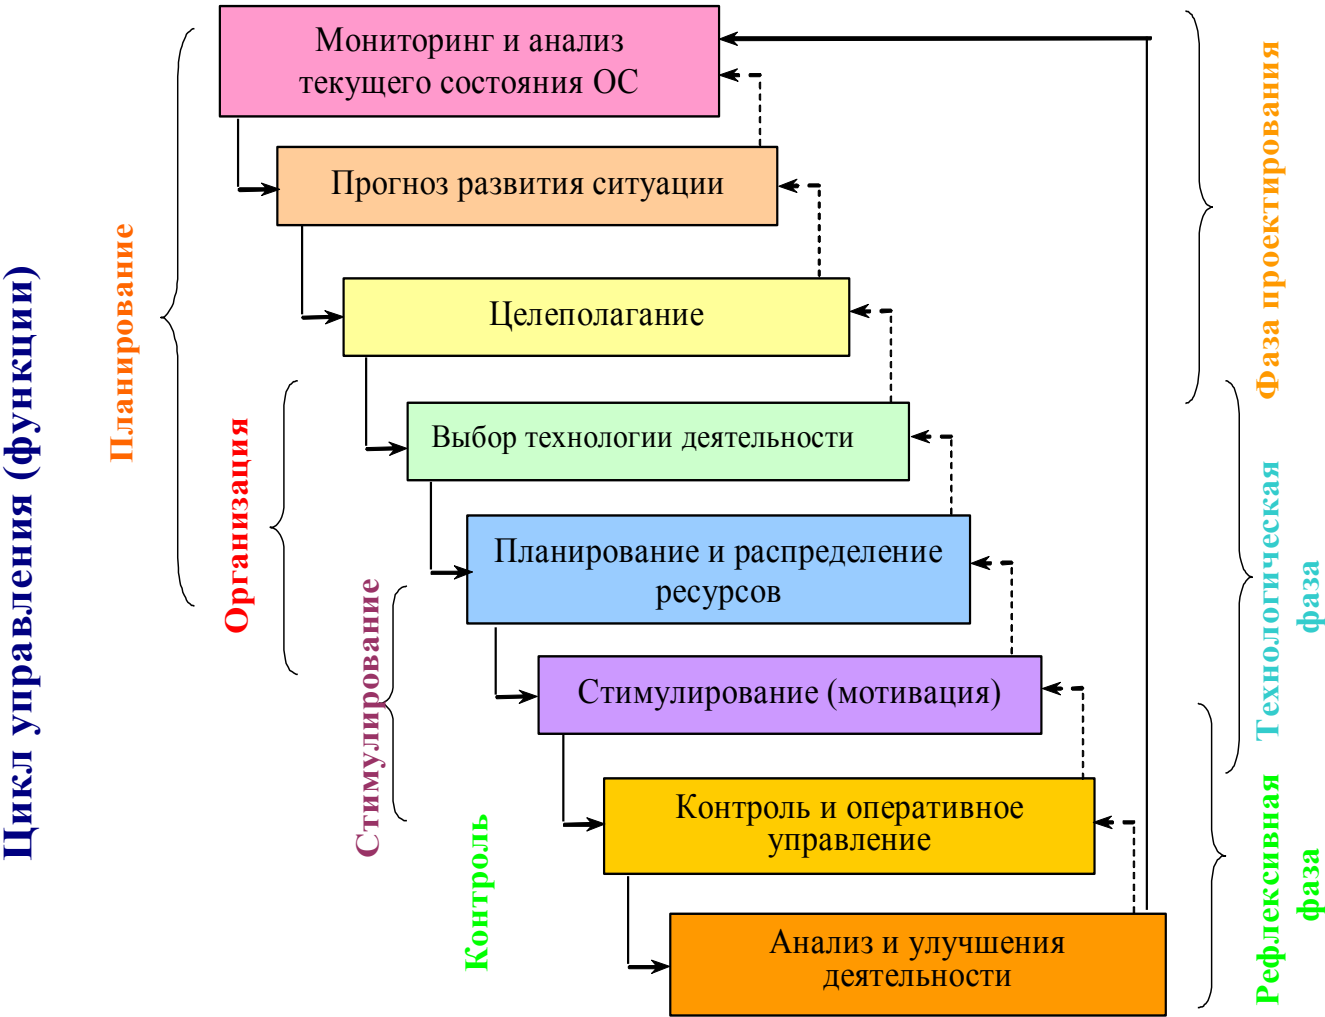 Цикл управления (функции)
Планирование
Организация
Стимулирование
Контроль
Мониторинг и анализ
текущего состояния ОС
Прогноз развития ситуации
Целеполагание
Выбор технологии деятельности
Планирование и распределение
ресурсов
Стимулирование (мотивация)
Контроль и оперативное
управление
Анализ и улучшения
деятельности
Фаза проектирования
Технологическая
фаза
Рефлексивная
фаза